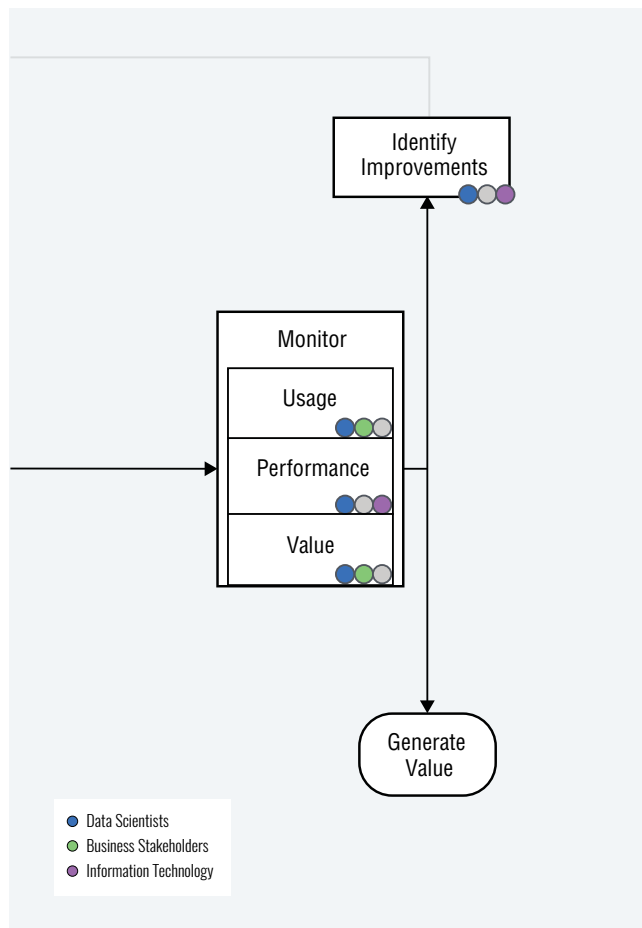 Identify
Improvements
Monitor
Usage
Performance
Value
Generate
Value
Data Scientists
Business Stakeholders
Information Technology